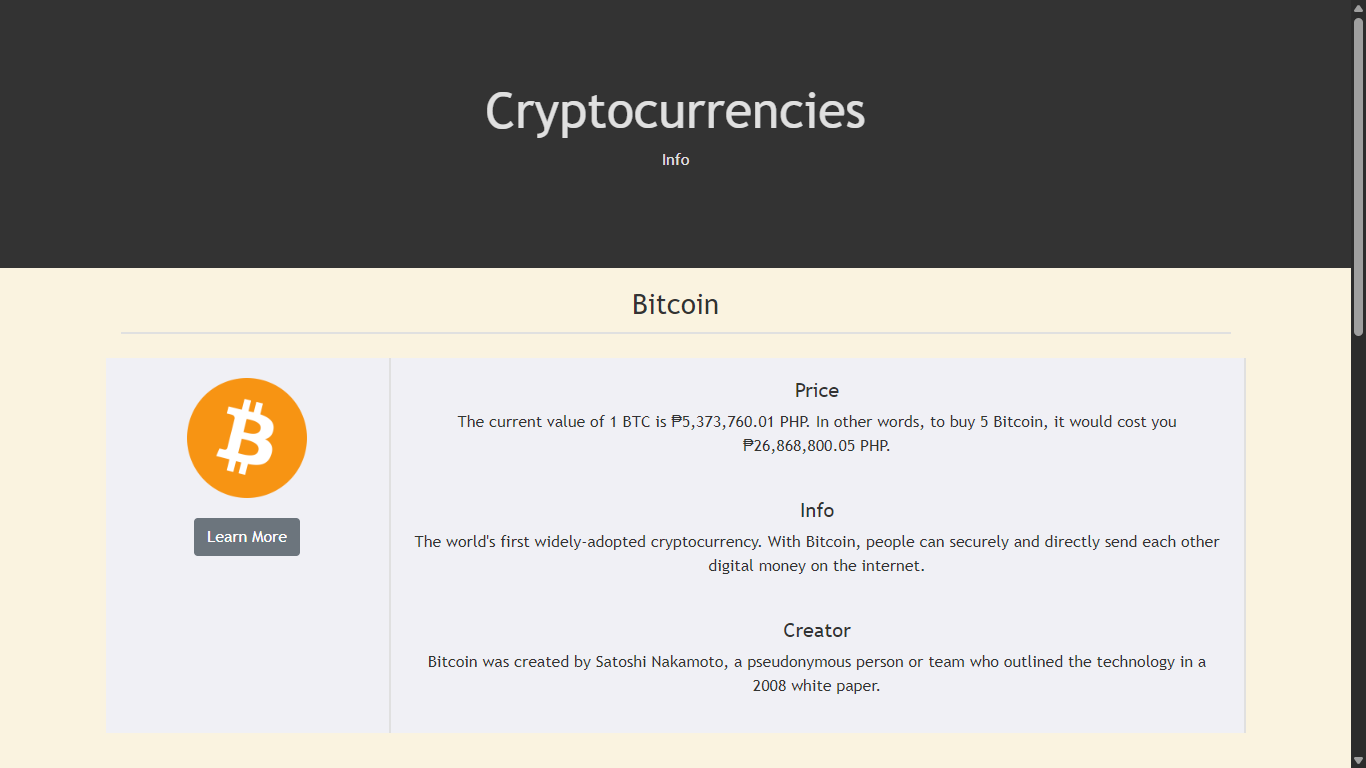 Cryptocurrencies
Info
Bitcoin
Learn More
Price
The current value of 1 BTC is ₱5,373,760.01 PHP. In other words, to buy 5 Bitcoin, it would cost you
₱26,868,800.05 PHP.
Info
The world's first widely-adopted cryptocurrency. With Bitcoin, people can securely and directly send each other
digital money on the internet.
Creator
Bitcoin was created by Satoshi Nakamoto, a pseudonymous person or team who outlined the technology in a
2008 white paper.